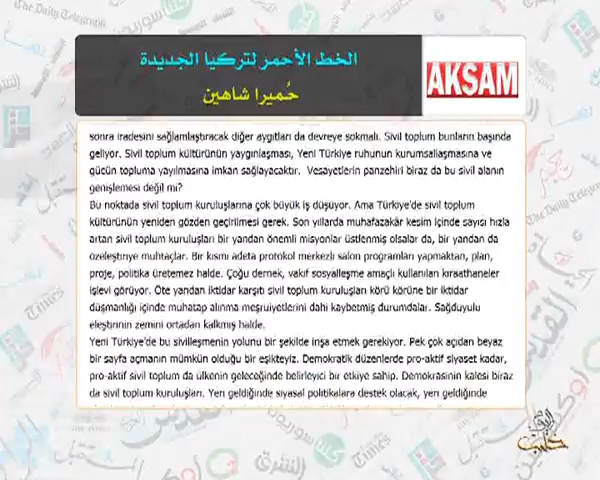 الخط الأحمر لتركيا الجديدة
حُميرا شاهين
AKSAM
sonra iradesini sağlamlaştıracak diğer aygıtları da devreye sokmalı. Sivil toplum bunların başında
geliyor. Sivil toplum kültürünün yaygınlaşması, Yeni Türkiye ruhunun kurumsallaşmasına ve
gücün topluma yayılmasına imkan sağlayacaktır. Vesayetlerin panzehiri biraz da bu sivil alanın
genişlemesi değil mi?
Bu noktada sivil toplum kuruluşlarına çok büyük iş düşüyor. Ama Türkiye'de sivil toplum
kültürünün yeniden gözden geçirilmesi gerek. Son yıllarda muhafazakâr kesim içinde sayısı hızla
artan sivil toplum kuruluşları bir yandan önemli misyonlar üstlenmiş olsalar da, bir yandan da
özeleştiriye muhtaçlar. Bir kısmı adeta protokol merkezli salon programları yapmaktan, plan,
proje, politika üretemez halde. Çoğu dernek, vakıf sosyalleşme amaçlı kullanılan kıraathaneler
işlevi görüyor. Öte yandan iktidar karşıtı sivil toplum kuruluşları körü körüne bir iktidar
düşmanlığı içinde muhatap alınma meşruiyetlerini dahi kaybetmiş durumdalar. Sağduyulu
eleştirinin zemini ortadan kalkmış halde.
Yeni Türkiye'de bu sivilleşmenin yolunu bir şekilde inşa etmek gerekiyor. Pek çok açıdan beyaz
bir sayfa açmanın mümkün olduğu bir eşikteyiz. Demokratik düzenlerde pro-aktif siyaset kadar,
pro-aktif sivil toplum da ülkenin geleceğinde belirleyici bir etkiye sahip. Demokrasinin kalesi biraz
da sivil toplum kuruluşları. Yeri geldiğinde siyasal politikalara destek olacak, yeri geldiğinde